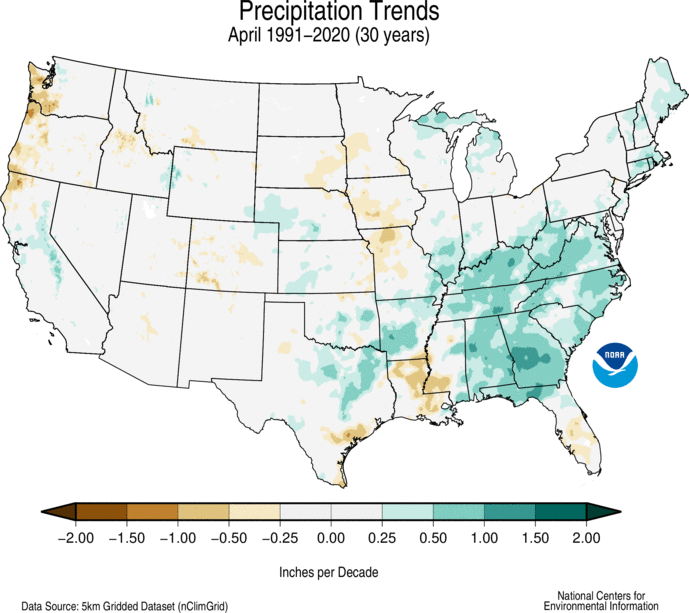 Precipitation Trends
April 1991–2020 (30 years)
NOAA
−2.00 −1.50 −1.00 −0.50 −0.25 0.00 0.25 0.50 1.00 1.50 2.00
Inches per Decade
National Centers for
Environmental Information
Data Source: 5km Gridded Dataset (nClimGrid)